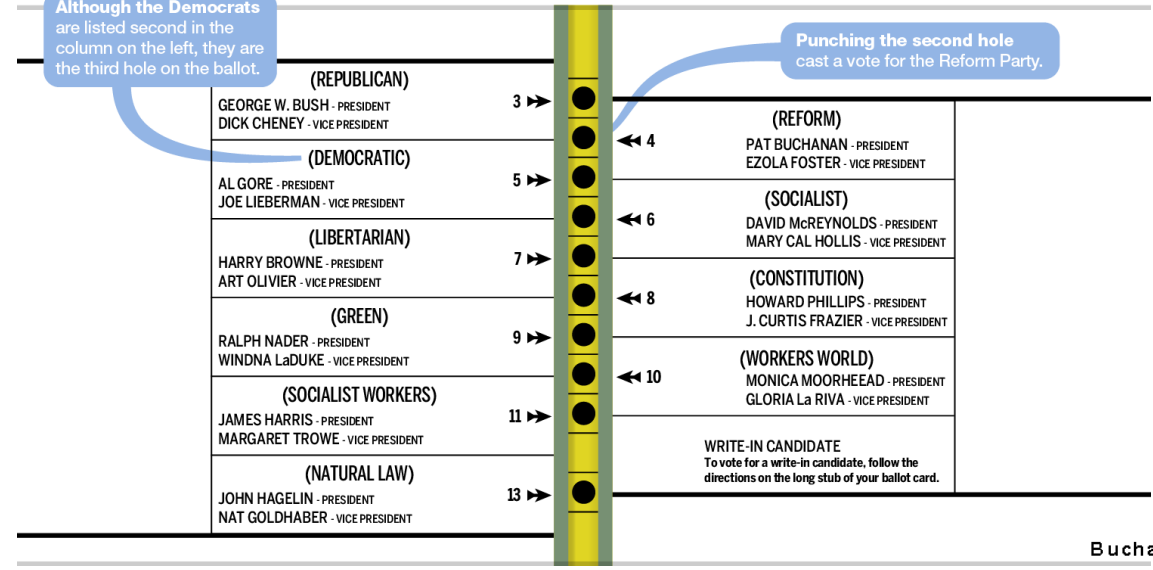 Although the Democrats
are listed second in the
column on the left, they are
the third hole on the ballot.
Punching the second hole
cast a vote for the Reform Party.
(REPUBLICAN)
GEORGE W. BUSH - PRESIDENT
DICK CHENEY - VICE PRESIDENT
3
(DEMOCRATIC)
AL GORE - PRESIDENT
JOE LIEBERMAN - VICE PRESIDENT
5
(LIBERTARIAN)
HARRY BROWNE - PRESIDENT
ART OLIVIER - VICE PRESIDENT
7
(GREEN)
RALPH NADER - PRESIDENT
WINDNA LaDUKE - VICE PRESIDENT
9
(SOCIALIST WORKERS)
JAMES HARRIS - PRESIDENT
MARGARET TROWE - VICE PRESIDENT
11
(NATURAL LAW)
JOHN HAGELIN - PRESIDENT
NAT GOLDHABER - VICE PRESIDENT
13
(REFORM)
4
PAT BUCHANAN - PRESIDENT
EZOLA FOSTER - VICE PRESIDENT
(SOCIALIST)
6
DAVID McREYNOLDS - PRESIDENT
MARY CAL HOLLIS - VICE PRESIDENT
(CONSTITUTION)
8
HOWARD PHILLIPS - PRESIDENT
J. CURTIS FRAZIER - VICE PRESIDENT
(WORKERS WORLD)
10
MONICA MOORHEEAD - PRESIDENT
GLORIA La RIVA - VICE PRESIDENT
WRITE-IN CANDIDATE
To vote for a write-in candidate, follow the
directions on the long stub of your ballot card.